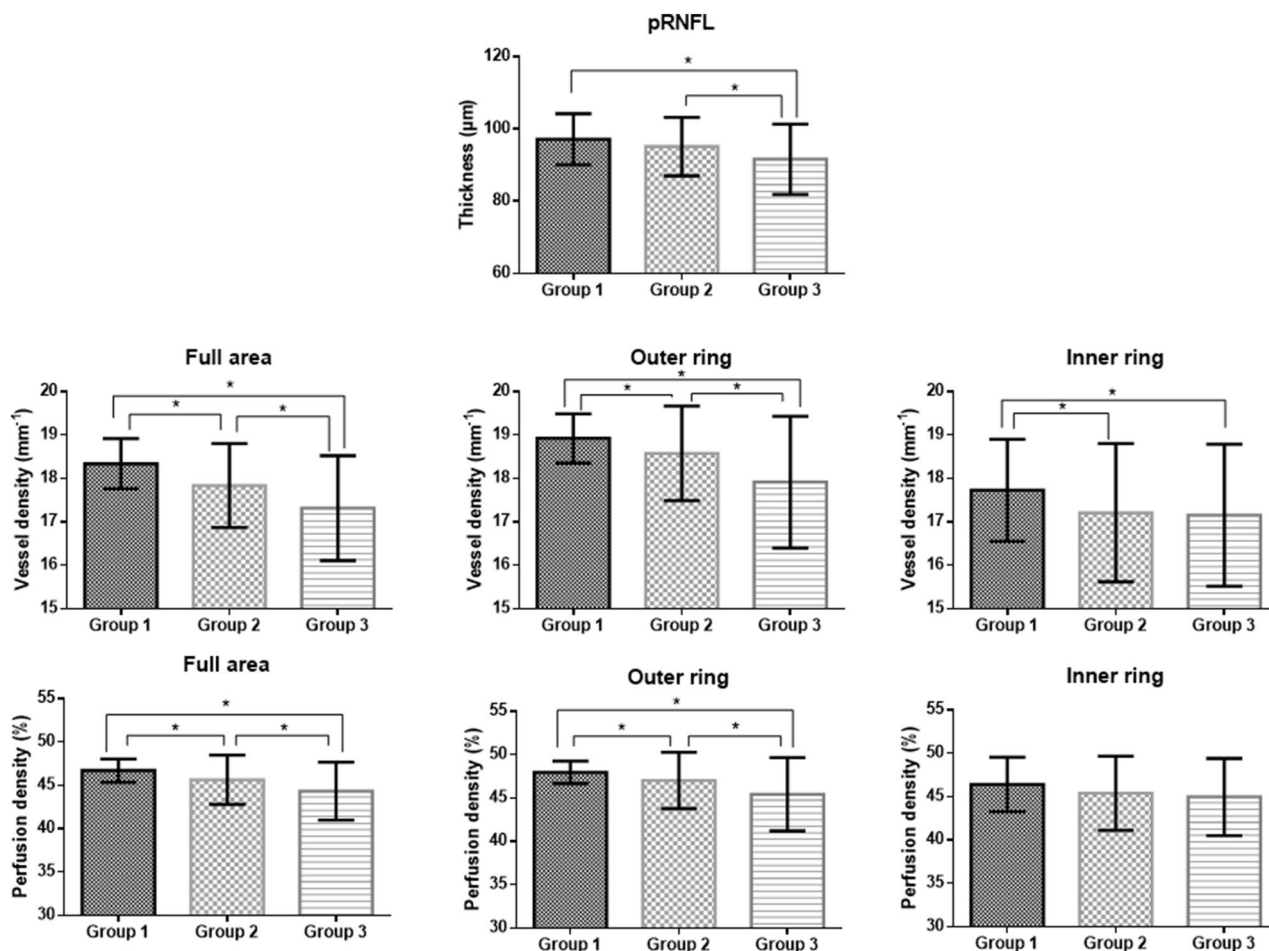 pRNFL
Thickness (µm)
120
100
80
60
*
*
Group 1 Group 2 Group 3
Full area
Vessel density (mm⁻¹)
20
19
18
17
16
15
*
*
*
Group 1 Group 2 Group 3
Outer ring
Vessel density (mm⁻¹)
20
19
18
17
16
15
*
*
*
Group 1 Group 2 Group 3
Inner ring
Vessel density (mm⁻¹)
20
19
18
17
16
15
*
*
Group 1 Group 2 Group 3
Full area
Perfusion density (%)
55
50
45
40
35
30
*
*
*
Group 1 Group 2 Group 3
Outer ring
Perfusion density (%)
55
50
45
40
35
30
*
*
*
Group 1 Group 2 Group 3
Inner ring
Perfusion density (%)
55
50
45
40
35
30
Group 1 Group 2 Group 3